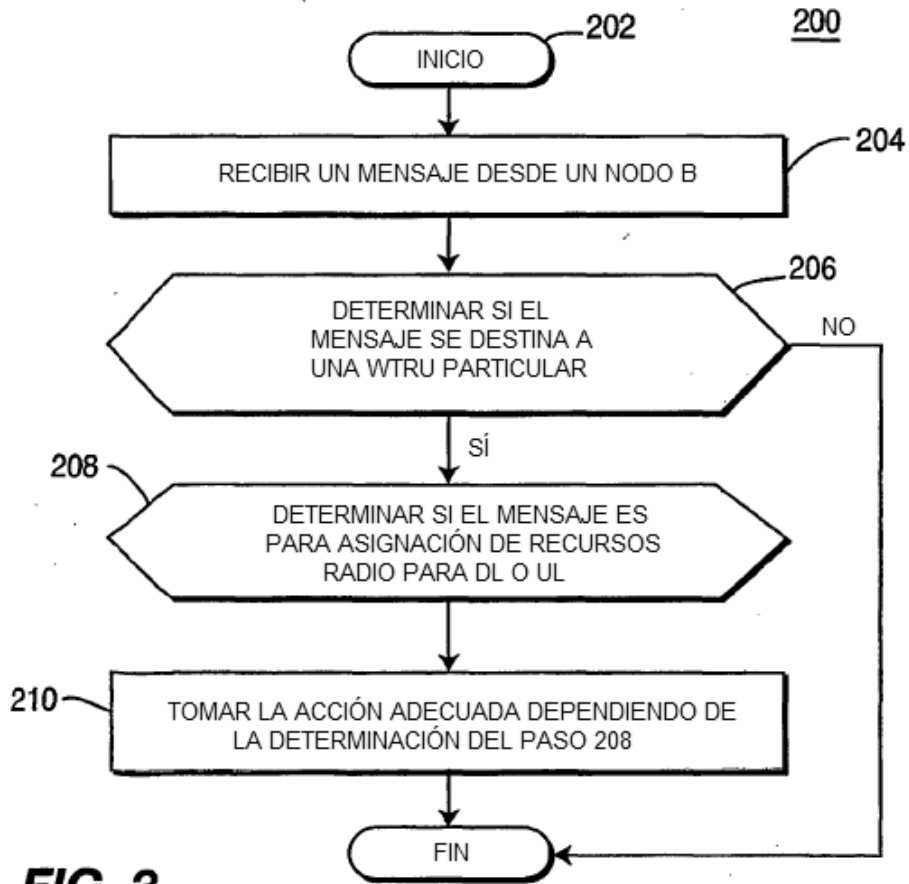 200
202
INICIO
204
RECIBIR UN MENSAJE DESDE UN NODO B
206
DETERMINAR SI EL
MENSAJE SE DESTINA A
UNA WTRU PARTICULAR
NO
SÍ
208
DETERMINAR SI EL MENSAJE ES
PARA ASIGNACIÓN DE RECURSOS
RADIO PARA DL O UL
210
TOMAR LA ACCIÓN ADECUADA DEPENDIENDO DE
LA DETERMINACIÓN DEL PASO 208
FIN